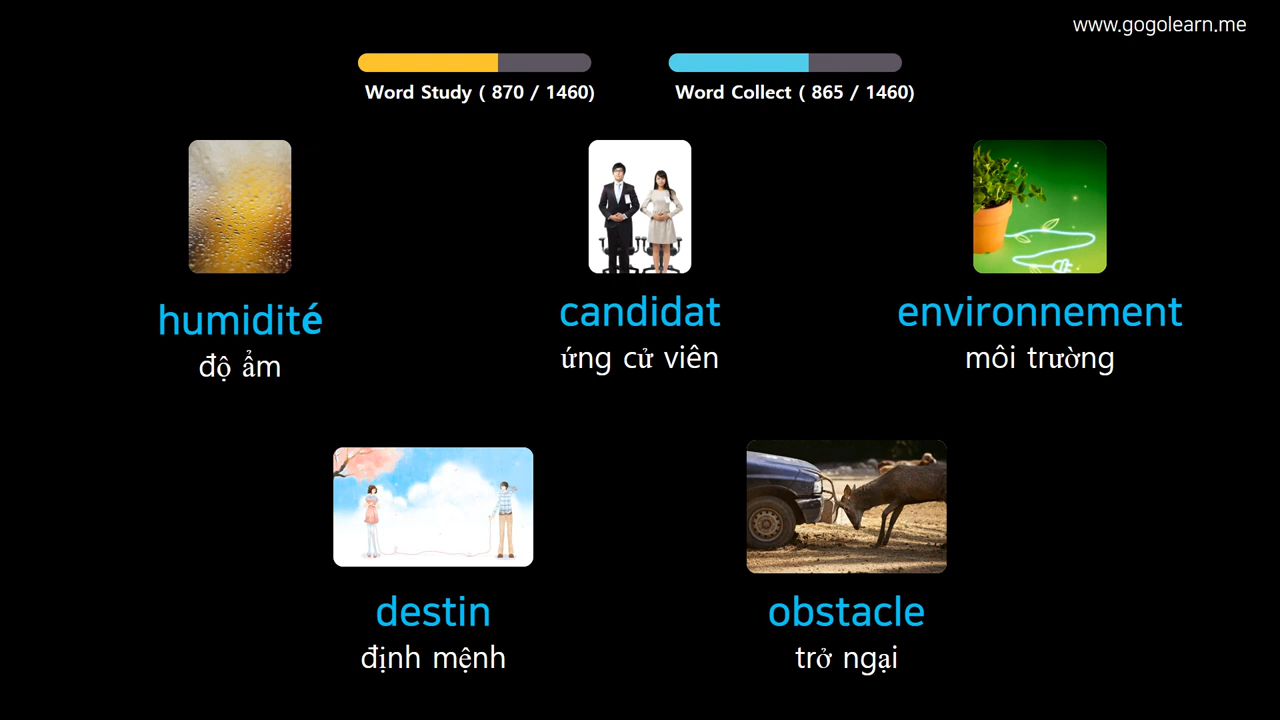 www.gogolearn.me
Word Study ( 870 / 1460)
Word Collect ( 865 / 1460)
humidité
độ ẩm
candidat
ứng cử viên
environnement
môi trường
destin
định mệnh
obstacle
trở ngại